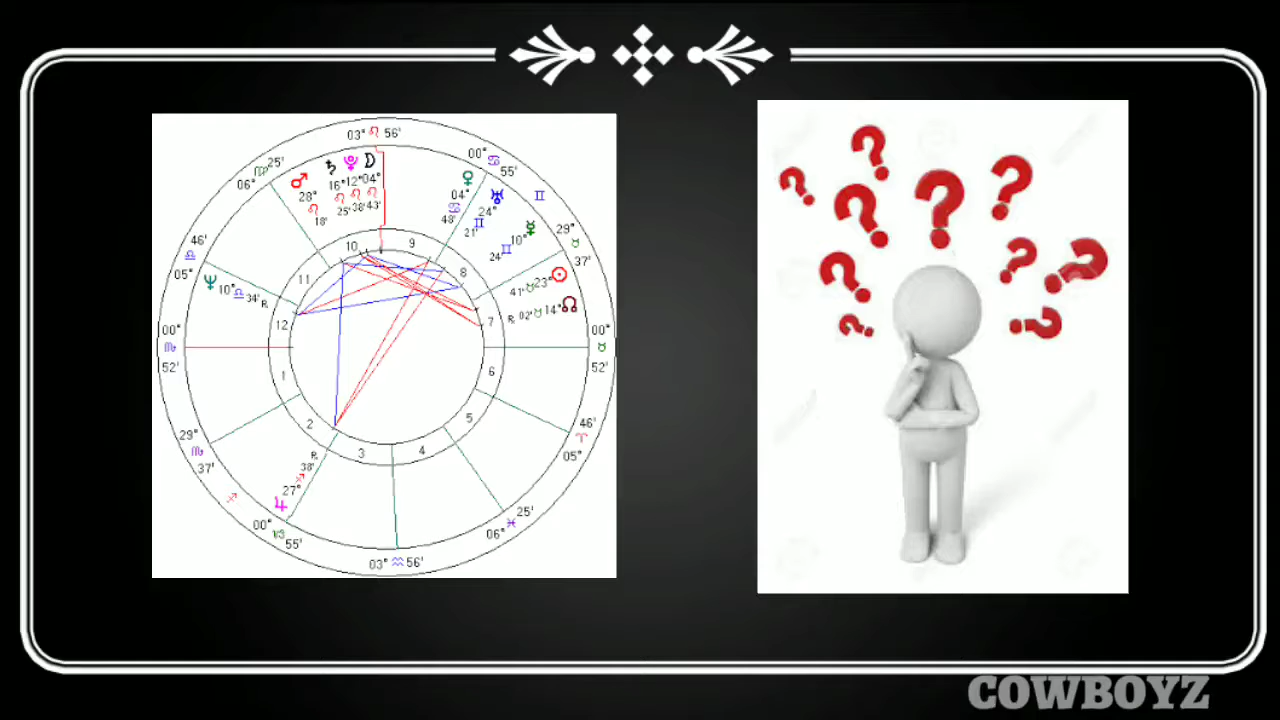 03° ♌ 56'
00° ♋ 55'
♊
29° ♉ 37'
00° ♉ 52'
46' ♈ 05°
25' ♓ 06°
03° ♒ 56'
00° ♑ 55'
♐
29° ♏ 37'
00° ♏ 52'
46' ♎ 05°
06° ♍ 25'
♂ 28° ♌ 18'
♄ 16° ♌ 25'
♇ 12° ♌ 38'
☽ 04° ♌ 43'
♀ 04° ♋ 48'
♅ 24° ♊ 21'
☿ 10° ♊ 24'
☉ 23° ♉ 41'
☊ 14° ♉ 02' R
♆ 10° ♎ 34' R
♃ 27° ♐ 38' R
10
9
8
7
6
5
4
3
2
1
12
11
? ? ? ? ? ? ? ? ? ? ?
COWBOYZ